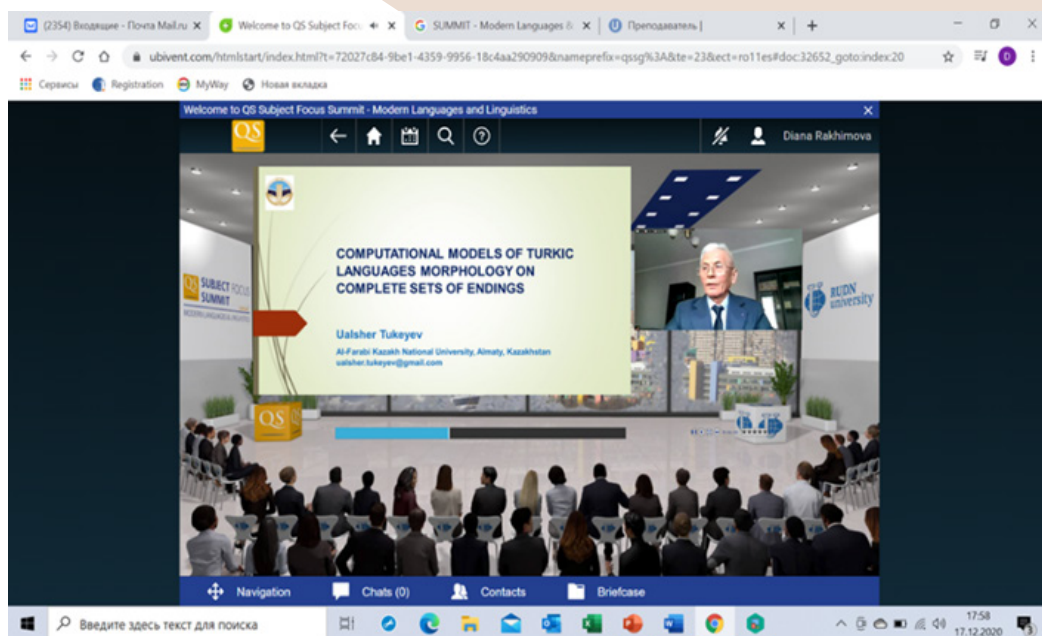 (2354) Входящие - Почта Mail.ru
Welcome to QS Subject Focu
SUMMIT - Modern Languages &
Преподаватель |
ubivent.com/htmlstart/index.html?t=72027c84-9be1-4359-9956-18c4aa290909&nameprefix=qssg%3A&te=23&ect=ro11es#doc:32652_goto:index:20
Сервисы Registration MyWay Новая вкладка
Welcome to QS Subject Focus Summit - Modern Languages and Linguistics
QS
Diana Rakhimova
COMPUTATIONAL MODELS OF TURKIC
LANGUAGES MORPHOLOGY ON
COMPLETE SETS OF ENDINGS
Ualsher Tukeyev
Al-Farabi Kazakh National University, Almaty, Kazakhstan
ualsher.tukeyev@gmail.com
QS SUBJECT FOCUS
SUMMIT
RUDN
university
QS
Navigation Chats (0) Contacts Briefcase
Введите здесь текст для поиска
17:58
17.12.2020